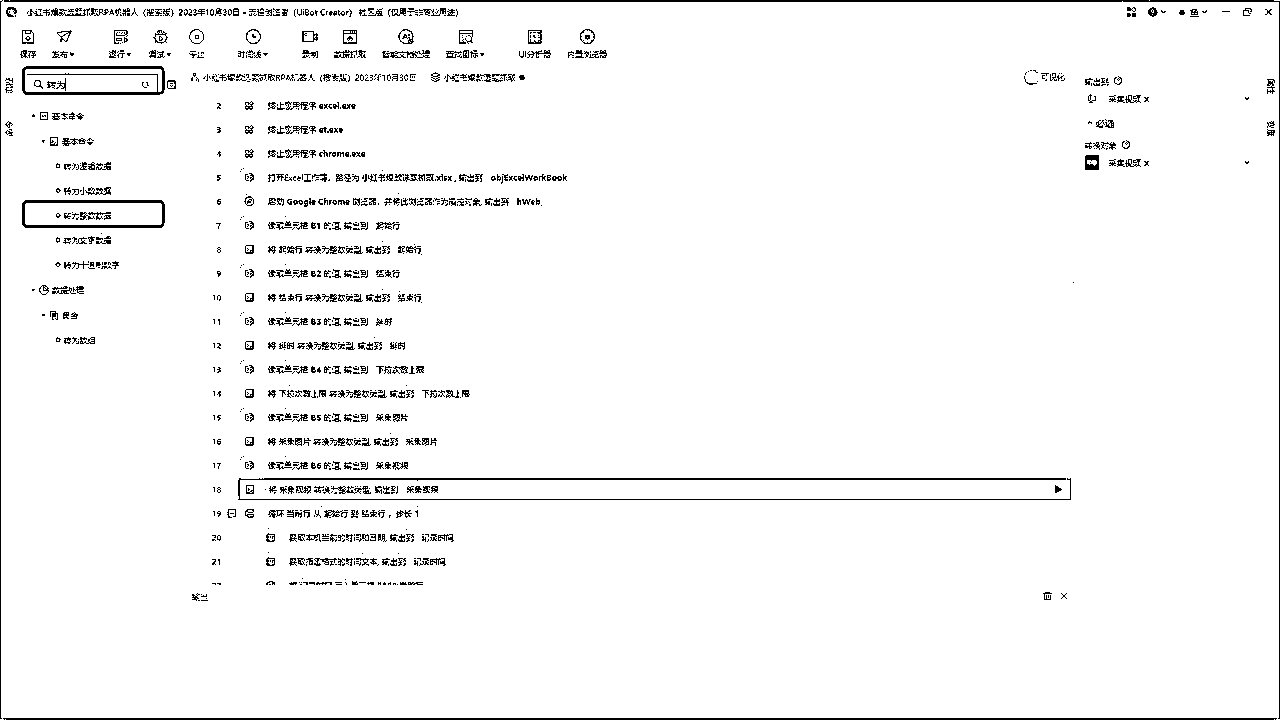 小红书爆款选题抓取RPA机器人（搜索版）2023年10月30日 - 流程创造者（UiBot Creator） 社区版（仅用于非商业用途）
保存 发布 运行 调试 停止 时间线 录制 数据抓取 智能文档处理 查找图标 UI分析器 内置浏览器
转为
小红书爆款选题抓取RPA机器人（搜索版）2023年10月30日 小红书爆款选题抓取
可视化
命令
基本命令
基本命令
转为逻辑数据
转为小数数据
转为整数数据
转为文字数据
转为十进制数字
数据处理
集合
转为数组
2 终止应用程序 excel.exe
3 终止应用程序 et.exe
4 终止应用程序 chrome.exe
5 打开Excel工作簿，路径为 小红书爆款选题抓取.xlsx , 输出到 objExcelWorkBook
6 启动 Google Chrome 浏览器，并将此浏览器作为操控对象, 输出到 hWeb
7 读取单元格 B1 的值, 输出到 起始行
8 将 起始行 转换为整数类型, 输出到 起始行
9 读取单元格 B2 的值, 输出到 结束行
10 将 结束行 转换为整数类型, 输出到 结束行
11 读取单元格 B3 的值, 输出到 延时
12 将 延时 转换为整数类型, 输出到 延时
13 读取单元格 B4 的值, 输出到 下拉次数上限
14 将 下拉次数上限 转换为整数类型, 输出到 下拉次数上限
15 读取单元格 B5 的值, 输出到 采集图片
16 将 采集图片 转换为整数类型, 输出到 采集图片
17 读取单元格 B6 的值, 输出到 采集视频
18 将 采集视频 转换为整数类型, 输出到 采集视频
19 循环 当前行 从 起始行 到 结束行 ，步长 1
20 获取本机当前的时间和日期, 输出到 记录时间
21 获取指定格式的时间文本, 输出到 记录时间
输出
输出到
采集视频 x
必选
转换对象
采集视频 x
属性
变量